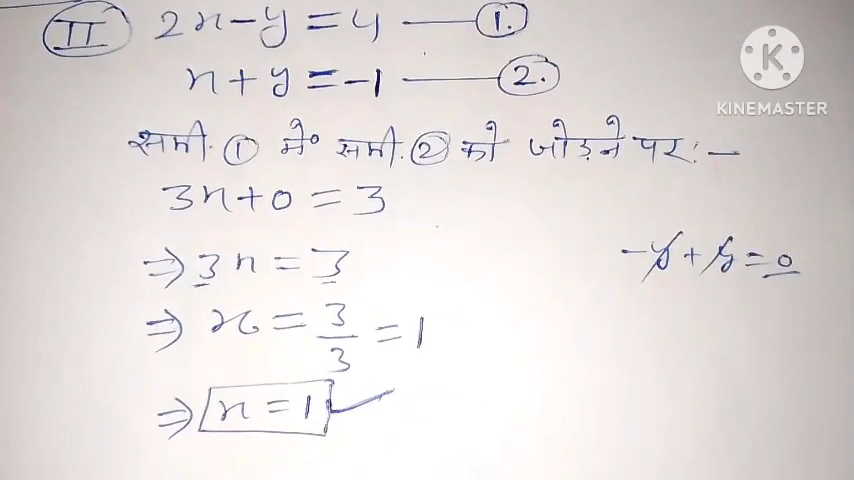 II 2x - y = 4 —— 1.
x + y = -1 —— 2.
समी. 1 में समी. 2 को जोड़ने पर: -
3x + 0 = 3
-y + y = 0
⇒ 3x = 3
⇒ x = 3/3 = 1
⇒ x = 1 ✓
K
KINEMASTER